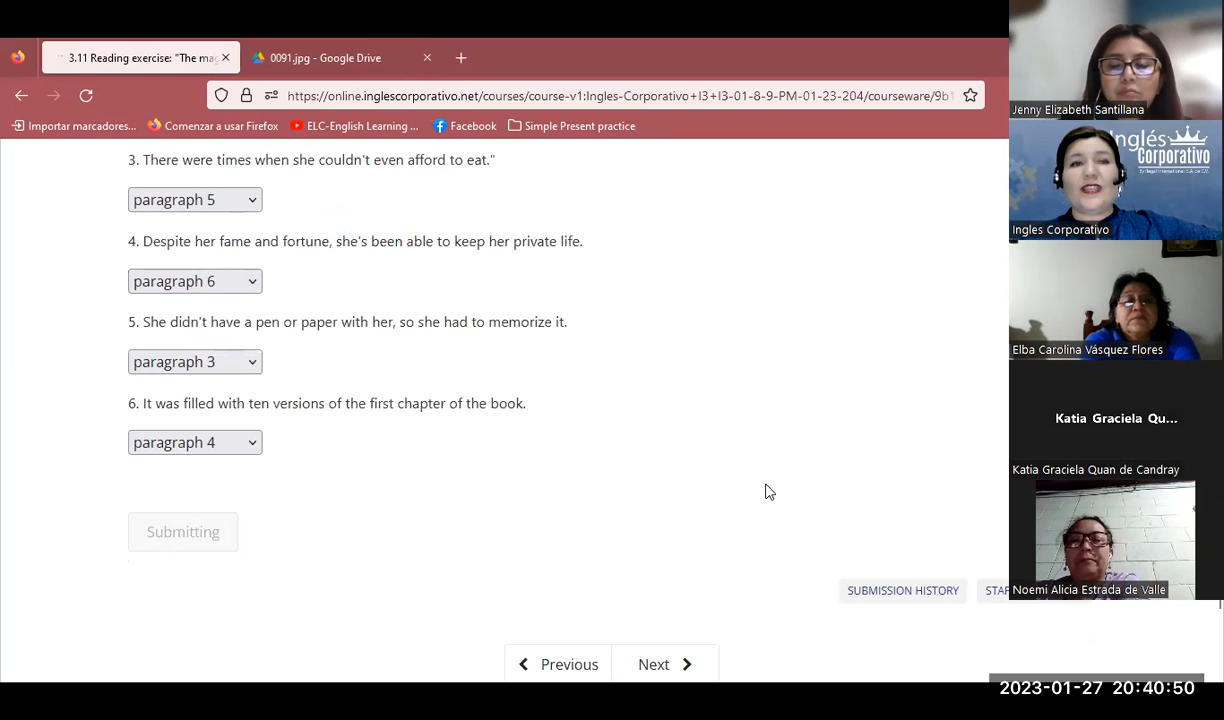 3.11 Reading exercise: "The mag
0091.jpg - Google Drive
https://online.inglescorporativo.net/courses/course-v1:Ingles-Corporativo+I3+I3-01-8-9-PM-01-23-204/courseware/9b1
Importar marcadores...
Comenzar a usar Firefox
ELC-English Learning ...
Facebook
Simple Present practice
3. There were times when she couldn't even afford to eat."
paragraph 5
4. Despite her fame and fortune, she's been able to keep her private life.
paragraph 6
5. She didn't have a pen or paper with her, so she had to memorize it.
paragraph 3
6. It was filled with ten versions of the first chapter of the book.
paragraph 4
Submitting
SUBMISSION HISTORY
STAF
Previous
Next
Jenny Elizabeth Santillana
Inglés
Corporativo
Ingles Corporativo
Elba Carolina Vásquez Flores
Katia Graciela Qu...
Katia Graciela Quan de Candray
Noemi Alicia Estrada de Valle
2023-01-27 20:40:50